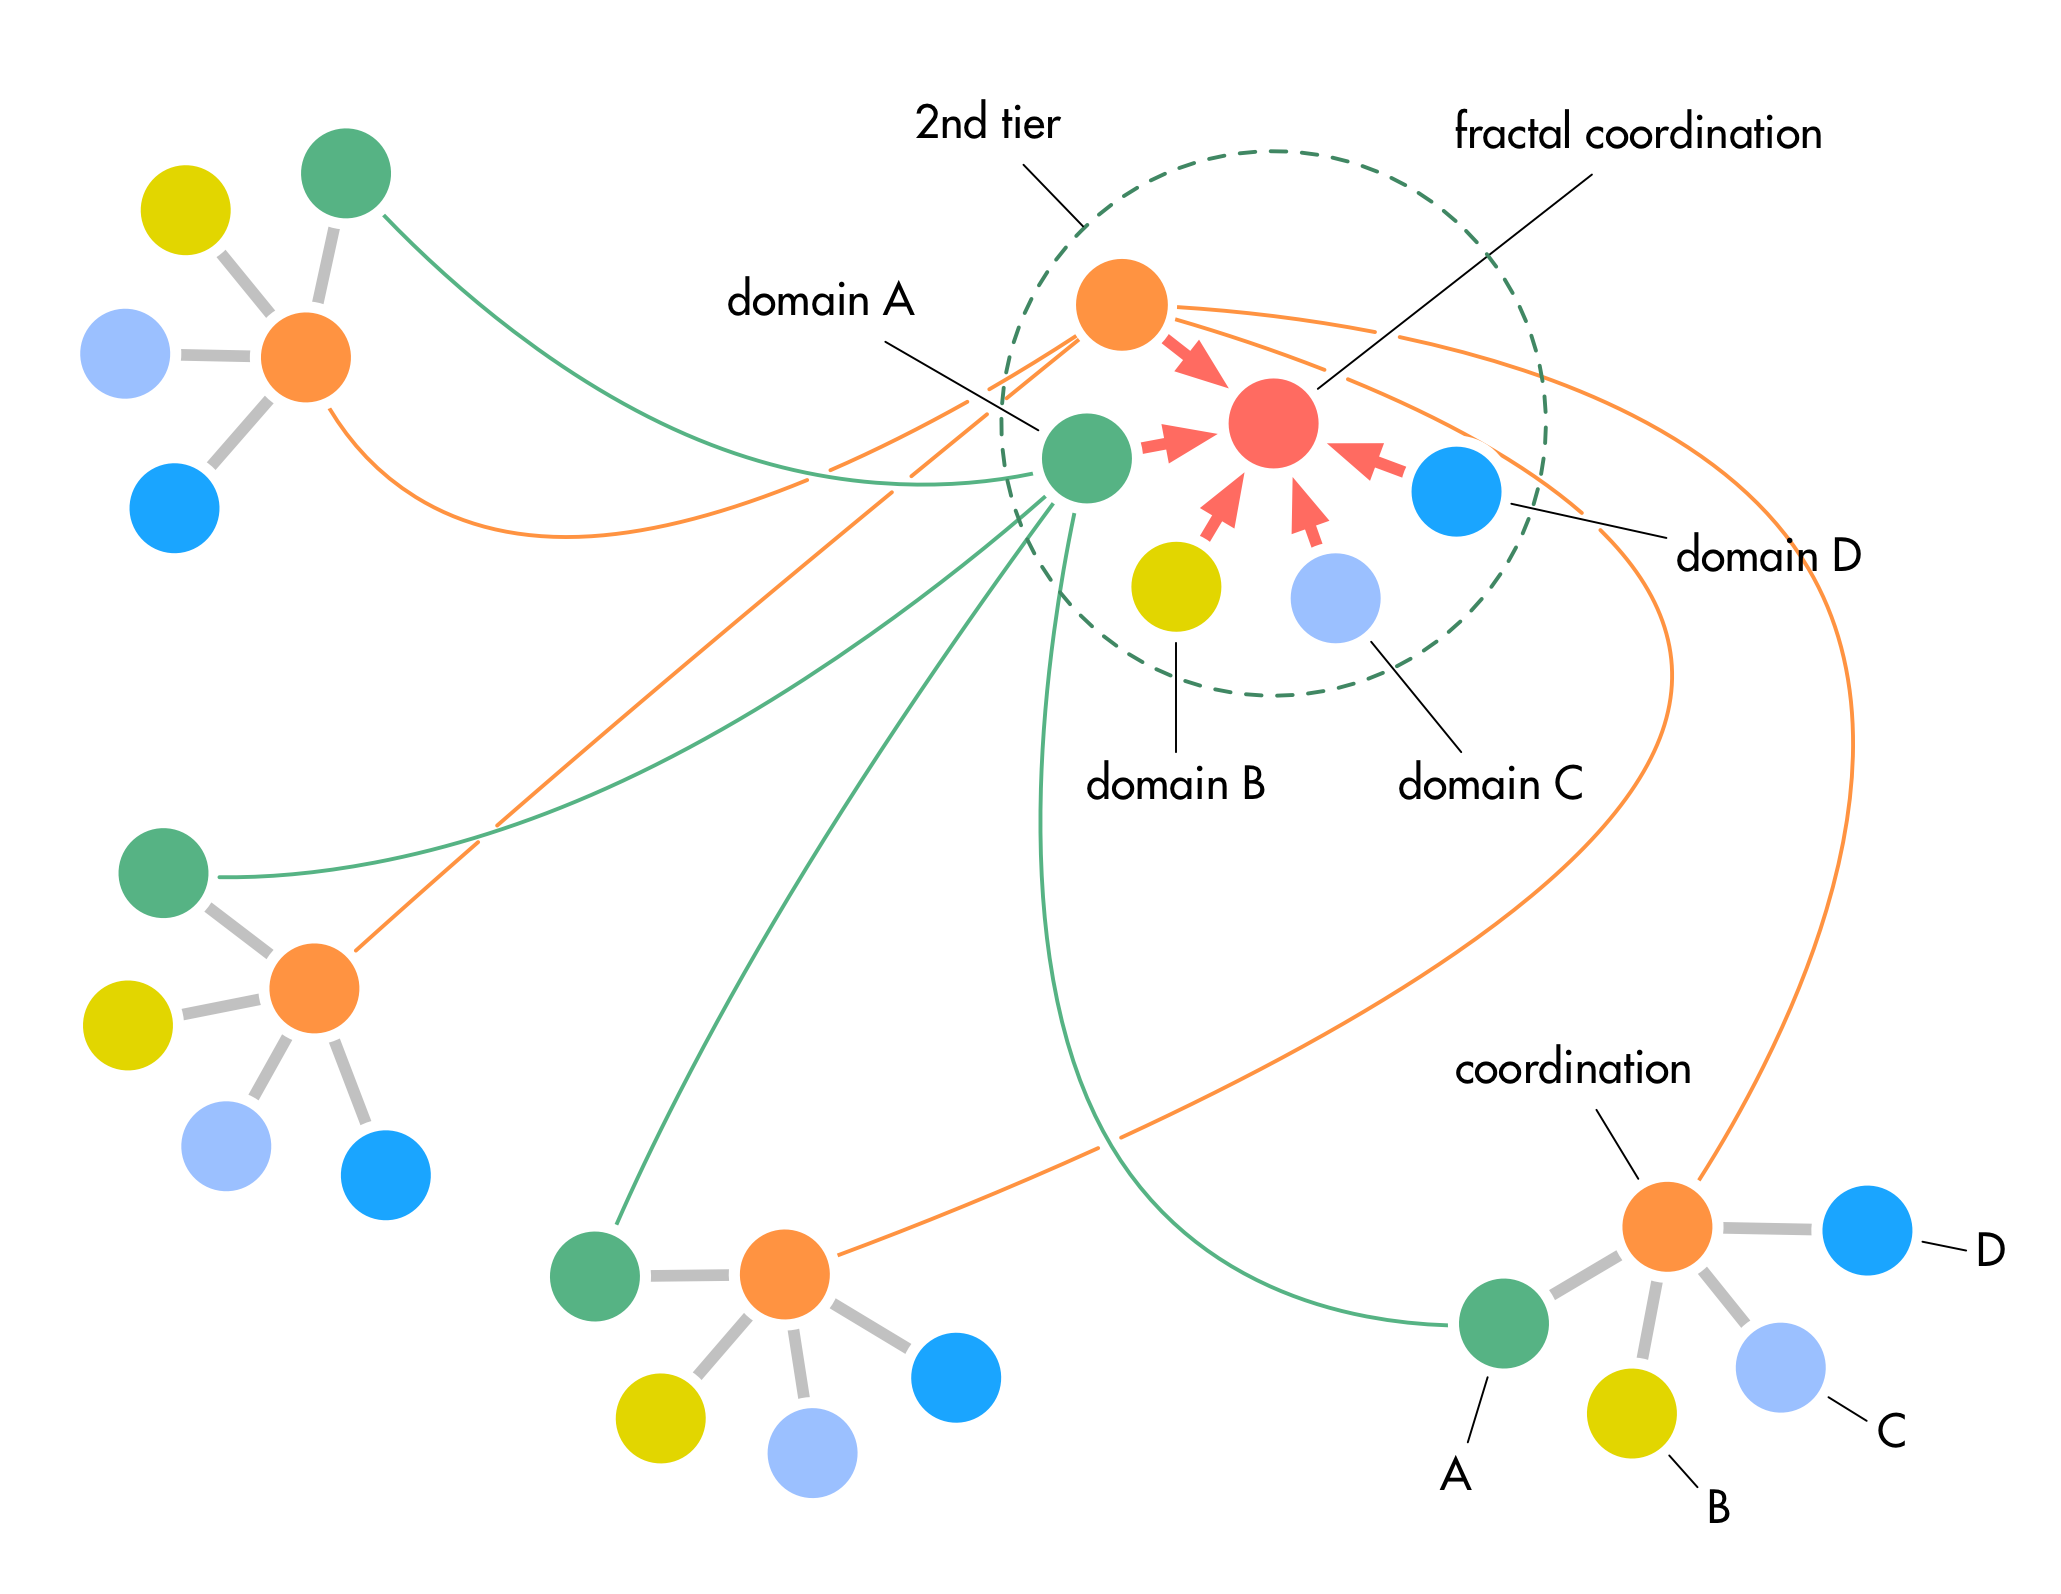 2nd tier
fractal coordination
domain A
domain D
domain B
domain C
coordination
D
C
A
B